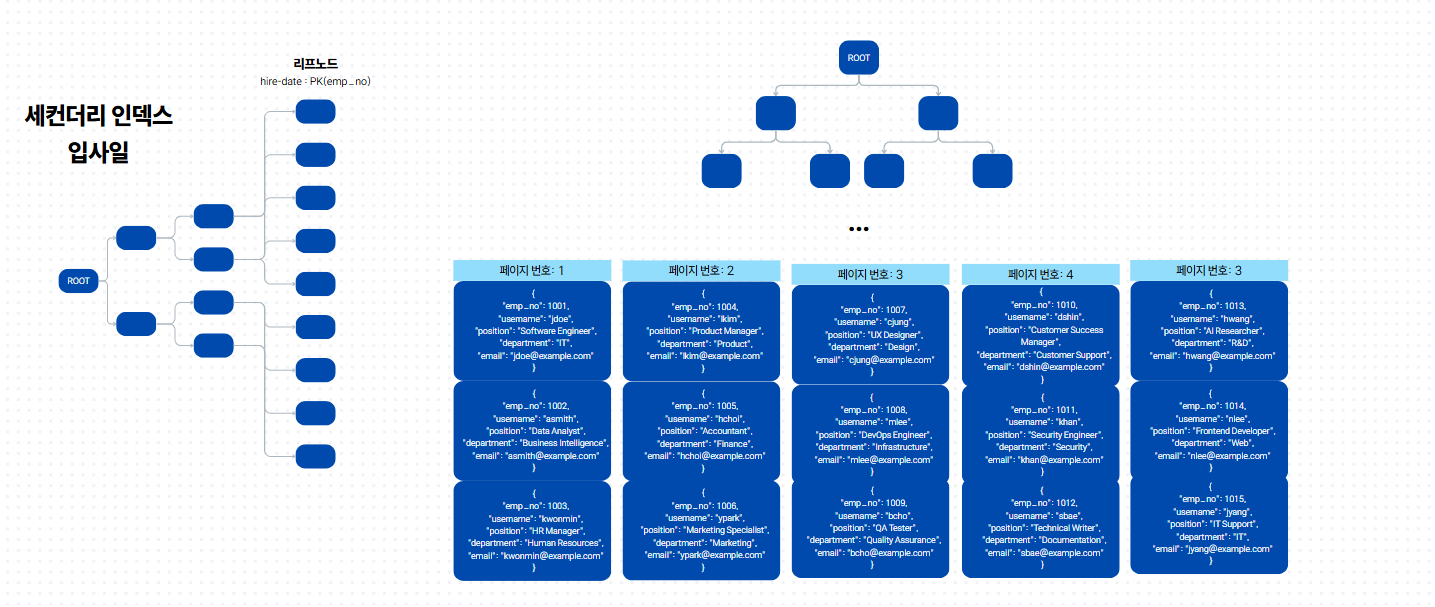 세컨더리 인덱스
입사일
리프노드
hire-date : PK(emp_no)
ROOT
ROOT
...
페이지 번호: 1
{
"emp_no": 1001,
"username": "jdoe",
"position": "Software Engineer",
"department": "IT",
"email": "jdoe@example.com"
}
{
"emp_no": 1002,
"username": "asmith",
"position": "Data Analyst",
"department": "Business Intelligence",
"email": "asmith@example.com"
}
{
"emp_no": 1003,
"username": "kwonmin",
"position": "HR Manager",
"department": "Human Resources",
"email": "kwonmin@example.com"
}
페이지 번호: 2
{
"emp_no": 1004,
"username": "lkim",
"position": "Product Manager",
"department": "Product",
"email": "lkim@example.com"
}
{
"emp_no": 1005,
"username": "hchoi",
"position": "Accountant",
"department": "Finance",
"email": "hchoi@example.com"
}
{
"emp_no": 1006,
"username": "ypark",
"position": "Marketing Specialist",
"department": "Marketing",
"email": "ypark@example.com"
}
페이지 번호: 3
{
"emp_no": 1007,
"username": "cjung",
"position": "UX Designer",
"department": "Design",
"email": "cjung@example.com"
}
{
"emp_no": 1008,
"username": "mlee",
"position": "DevOps Engineer",
"department": "Infrastructure",
"email": "mlee@example.com"
}
{
"emp_no": 1009,
"username": "bcho",
"position": "QA Tester",
"department": "Quality Assurance",
"email": "bcho@example.com"
}
페이지 번호: 4
{
"emp_no": 1010,
"username": "dshin",
"position": "Customer Success
Manager",
"department": "Customer Support",
"email": "dshin@example.com"
}
{
"emp_no": 1011,
"username": "khan",
"position": "Security Engineer",
"department": "Security",
"email": "khan@example.com"
}
{
"emp_no": 1012,
"username": "sbae",
"position": "Technical Writer",
"department": "Documentation",
"email": "sbae@example.com"
}
페이지 번호: 3
{
"emp_no": 1013,
"username": "hwang",
"position": "AI Researcher",
"department": "R&D",
"email": "hwang@example.com"
}
{
"emp_no": 1014,
"username": "nlee",
"position": "Frontend Developer",
"department": "Web",
"email": "nlee@example.com"
}
{
"emp_no": 1015,
"username": "jyang",
"position": "IT Support",
"department": "IT",
"email": "jyang@example.com"
}